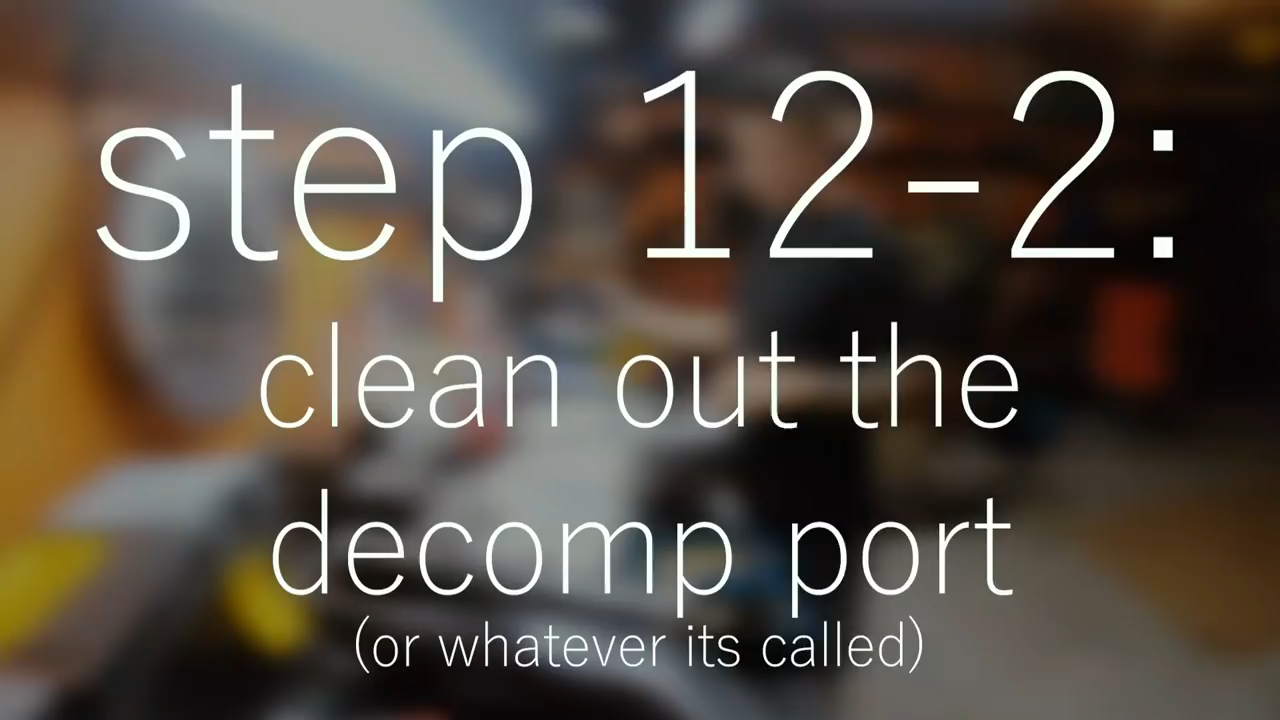 step 12-2:
clean out the
decomp port
(or whatever its called)